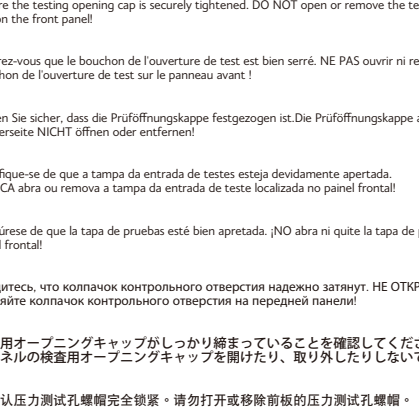 re the testing opening cap is securely tightened. DO NOT open or remove the te
n the front panel!
rez-vous que le bouchon de l'ouverture de test est bien serré. NE PAS ouvrir ni re
hon de l'ouverture de test sur le panneau avant !
en Sie sicher, dass die Prüföffnungskappe festgezogen ist.Die Prüföffnungskappe a
erseite NICHT öffnen oder entfernen!
fique-se de que a tampa da entrada de testes esteja devidamente apertada.
CA abra ou remova a tampa da entrada de teste localizada no painel frontal!
úrese de que la tapa de pruebas esté bien apretada. ¡NO abra ni quite la tapa de
frontal!
дитесь, что колпачок контрольного отверстия надежно затянут. НЕ ОТКР
яйте колпачок контрольного отверстия на передней панели!
用オープニングキャップがしっかり締まっていることを確認してくださ
ネルの検査用オープニングキャップを開けたり、取り外したりしないで
认压力测试孔螺帽完全锁紧。请勿打开或移除前板的压力测试孔螺帽。